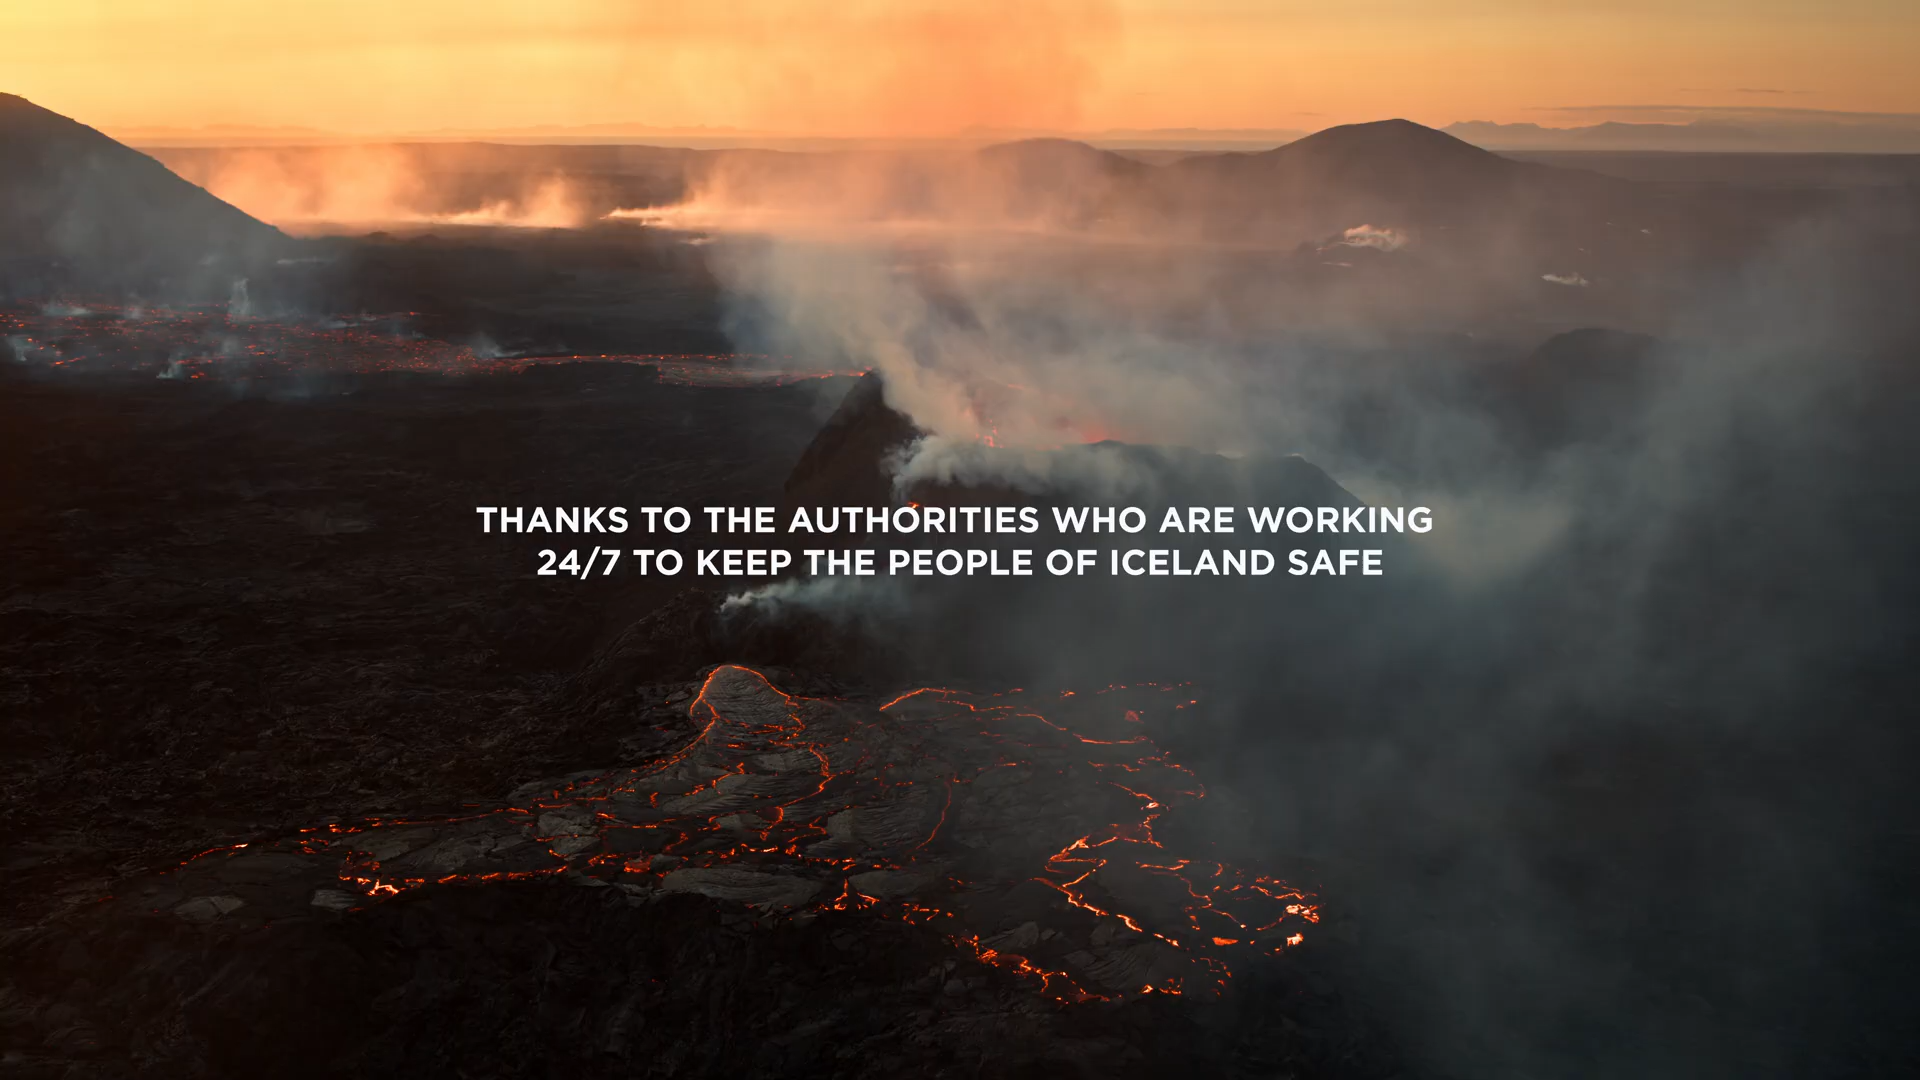 THANKS TO THE AUTHORITIES WHO ARE WORKING
24/7 TO KEEP THE PEOPLE OF ICELAND SAFE